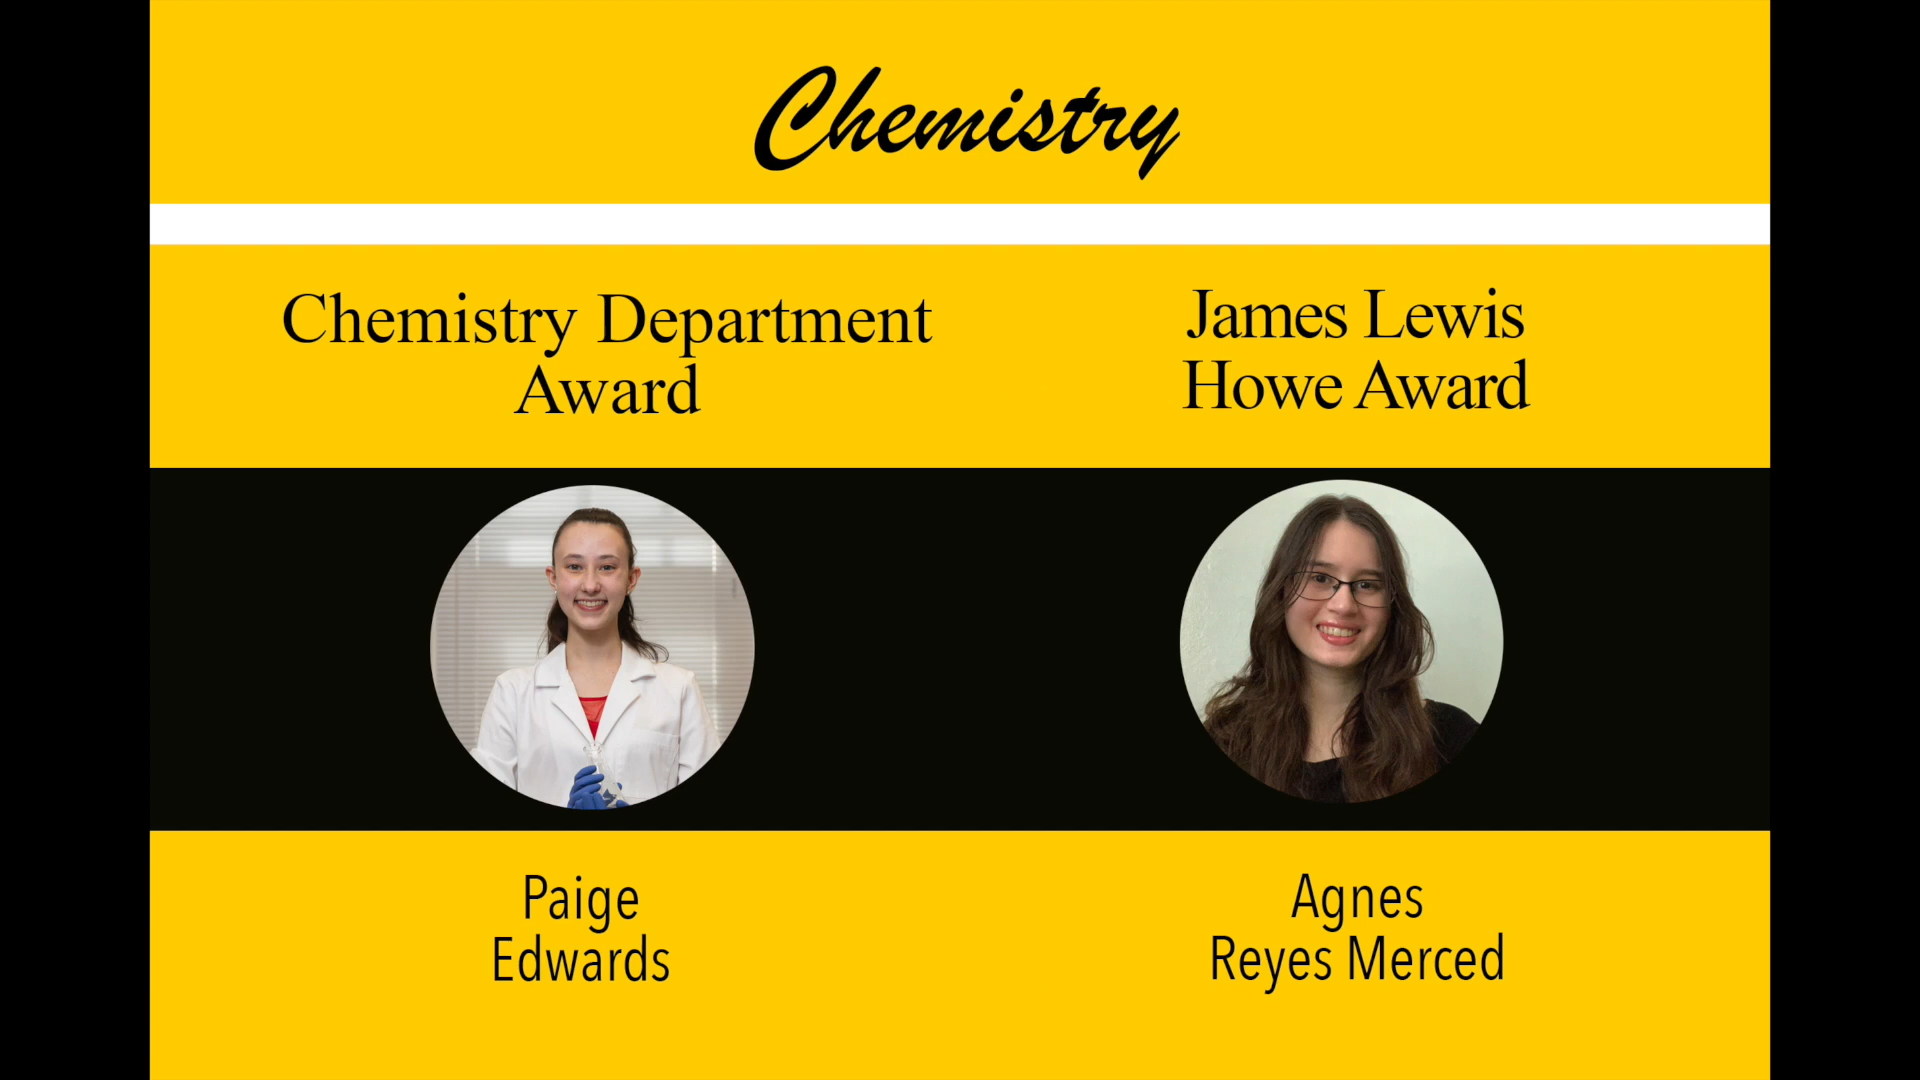 Chemistry
Chemistry Department
Award
James Lewis
Howe Award
Paige
Edwards
Agnes
Reyes Merced